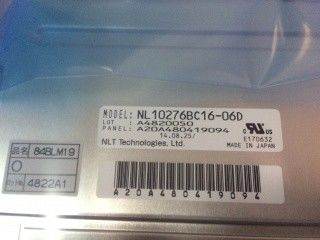 MODEL: NL10276BC16-06D
LOT : A4820050
PANEL: A20A480419094
14.08.25/
NLT Technologies, Ltd.
E170632
MADE IN JAPAN
品名 84BLM19
O
4822A1
A20A480419094